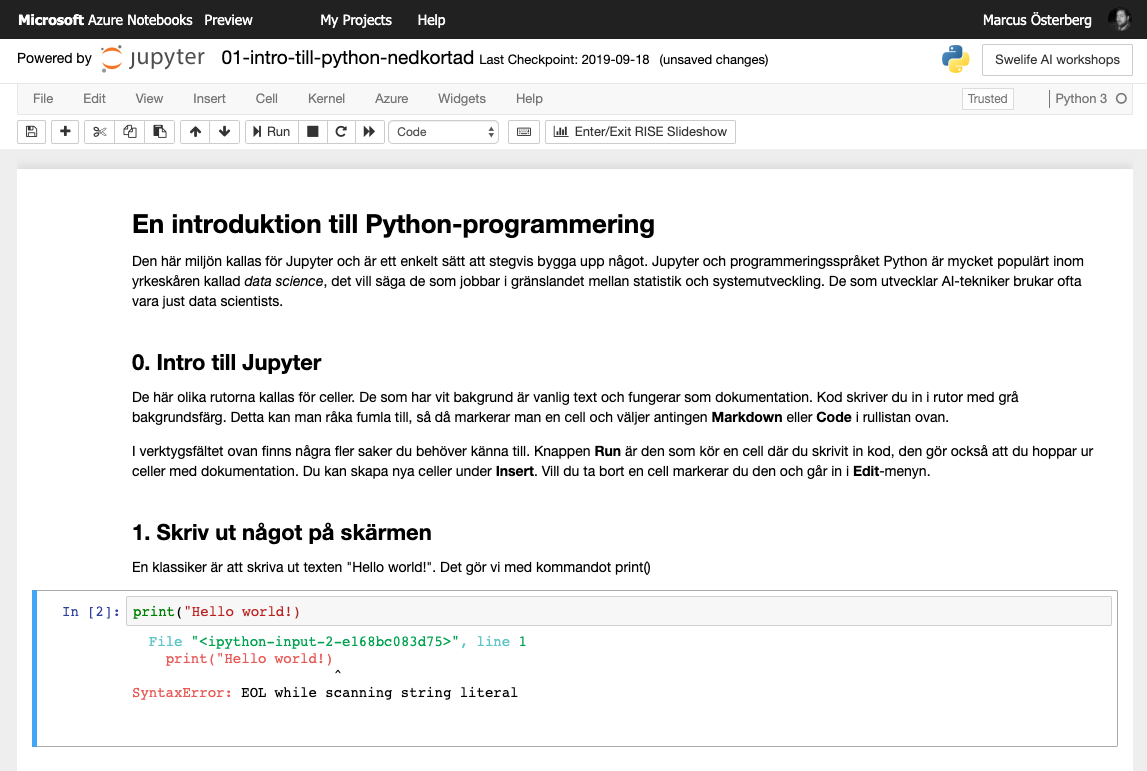 Microsoft Azure Notebooks Preview My Projects Help Marcus Österberg
Powered by jupyter 01-intro-till-python-nedkortad Last Checkpoint: 2019-09-18 (unsaved changes) Swelife AI workshops
File Edit View Insert Cell Kernel Azure Widgets Help Trusted Python 3
Run Code Enter/Exit RISE Slideshow
En introduktion till Python-programmering
Den här miljön kallas för Jupyter och är ett enkelt sätt att stegvis bygga upp något. Jupyter och programmeringsspråket Python är mycket populärt inom
yrkeskåren kallad data science, det vill säga de som jobbar i gränslandet mellan statistik och systemutveckling. De som utvecklar AI-tekniker brukar ofta
vara just data scientists.
0. Intro till Jupyter
De här olika rutorna kallas för celler. De som har vit bakgrund är vanlig text och fungerar som dokumentation. Kod skriver du in i rutor med grå
bakgrundsfärg. Detta kan man råka fumla till, så då markerar man en cell och väljer antingen Markdown eller Code i rullistan ovan.
I verktygsfältet ovan finns några fler saker du behöver känna till. Knappen Run är den som kör en cell där du skrivit in kod, den gör också att du hoppar ur
celler med dokumentation. Du kan skapa nya celler under Insert. Vill du ta bort en cell markerar du den och går in i Edit-menyn.
1. Skriv ut något på skärmen
En klassiker är att skriva ut texten "Hello world!". Det gör vi med kommandot print()
In [2]: print("Hello world!)
File "<ipython-input-2-e168bc083d75>", line 1
print("Hello world!)
^
SyntaxError: EOL while scanning string literal